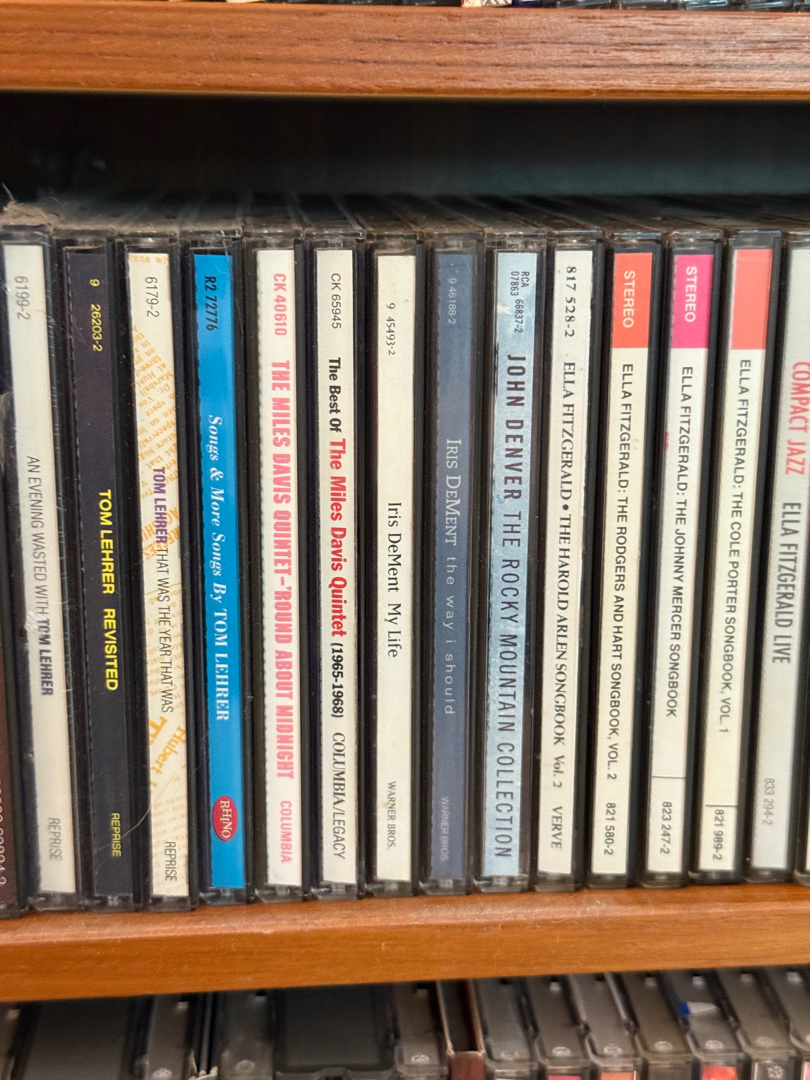 6199-2 AN EVENING WASTED WITH TOM LEHRER REPRISE
9 26203-2 TOM LEHRER REVISITED REPRISE
6179-2 TOM LEHRER THAT WAS THE YEAR THAT WAS REPRISE
R2 72776 Songs & More Songs By TOM LEHRER RHINO
CK 40610 THE MILES DAVIS QUINTET-'ROUND ABOUT MIDNIGHT COLUMBIA
CK 65945 The Best Of The Miles Davis Quintet (1965-1968) COLUMBIA/LEGACY
9 45493-2 Iris DeMent My Life WARNER BROS.
9 46188-2 IRIS DEMENT the way i should WARNER BROS.
RCA
07863 66837-2
JOHN DENVER THE ROCKY MOUNTAIN COLLECTION
817 528-2 ELLA FITZGERALD • THE HAROLD ARLEN SONGBOOK Vol. 2 VERVE
STEREO ELLA FITZGERALD: THE RODGERS AND HART SONGBOOK, VOL. 2 821 580-2
STEREO ELLA FITZGERALD: THE JOHNNY MERCER SONGBOOK 823 247-2
ELLA FITZGERALD: THE COLE PORTER SONGBOOK, VOL. 1 821 989-2
COMPACT JAZZ ELLA FITZGERALD LIVE 833 294-2